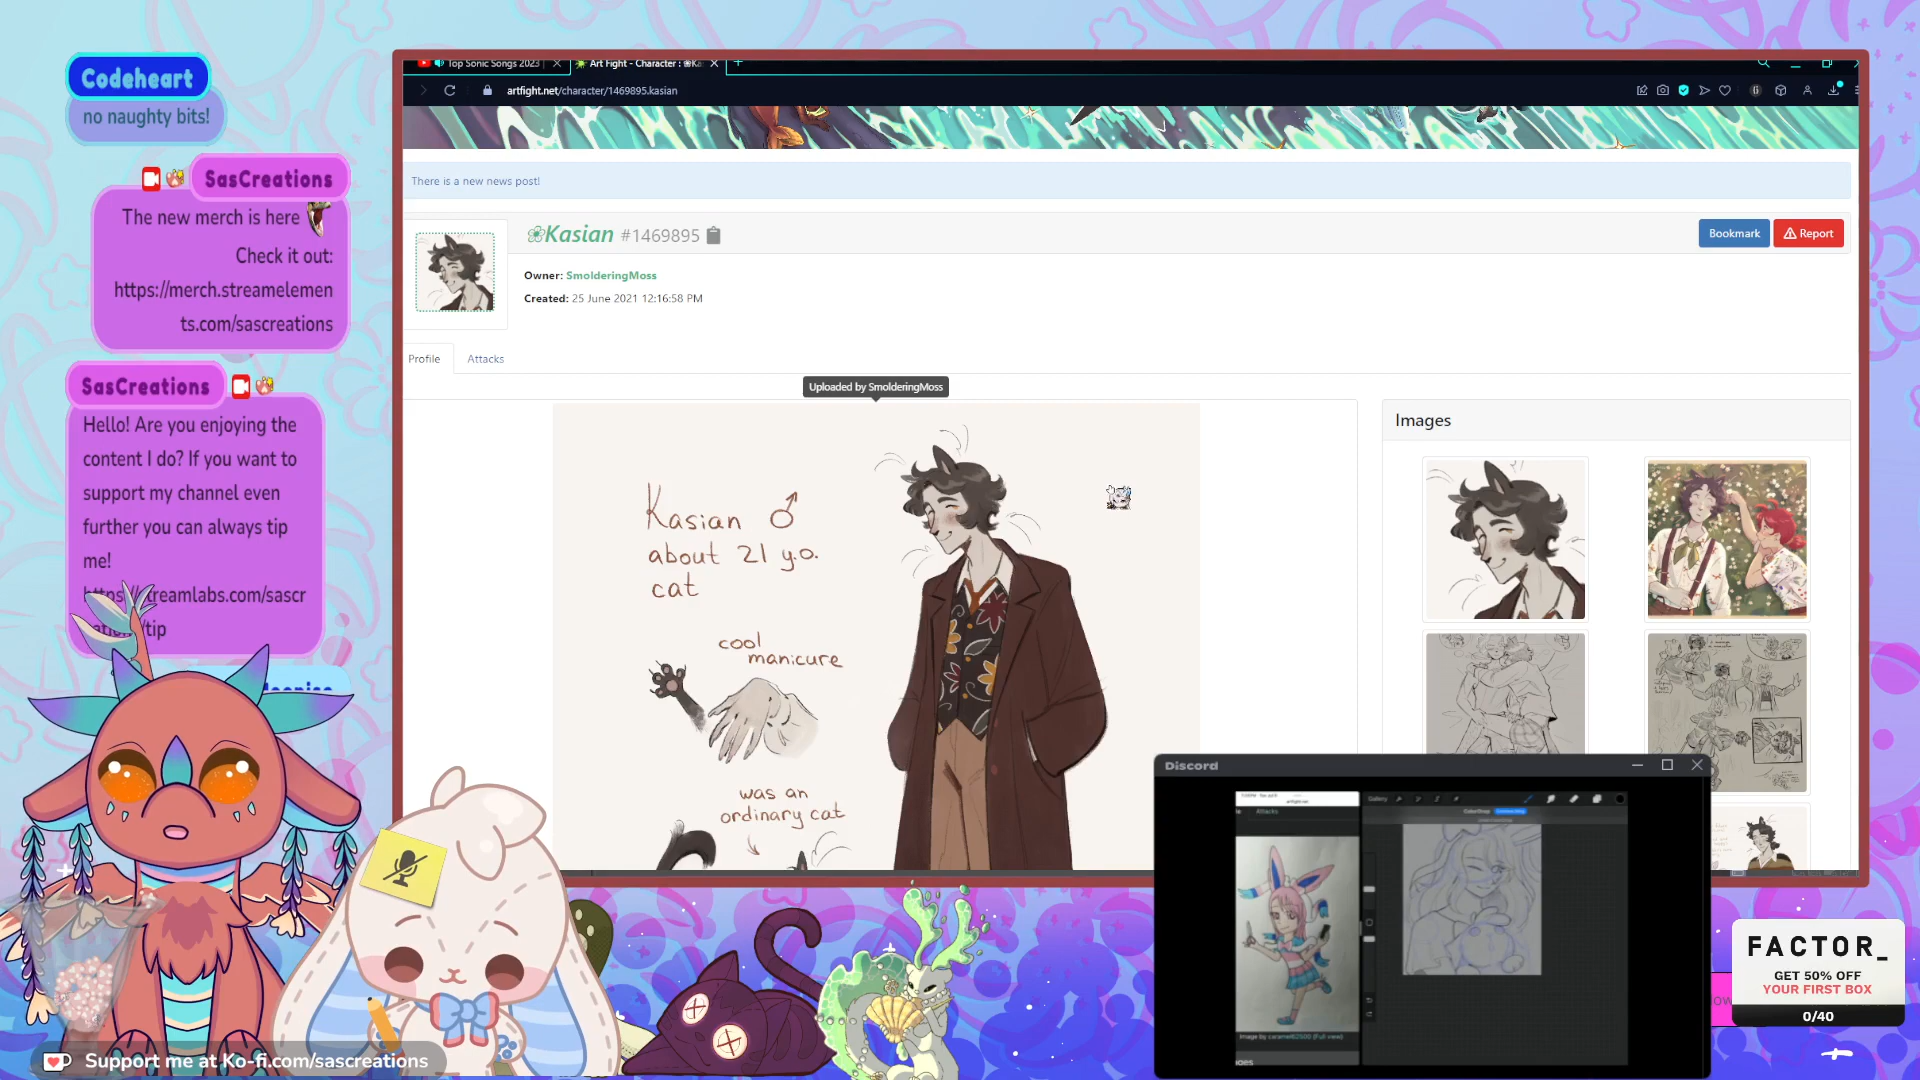 Codeheart
no naughty bits!
SasCreations
The new merch is here
Check it out:
https://merch.streamelemen
ts.com/sascreations
SasCreations
Hello! Are you enjoying the
content I do? If you want to
support my channel even
further you can always tip
me!
/tip
Support me at Ko-fi.com/sascreations
Top Sonic Songs 2023
Art Fight - Character :
artfight.net/character/1469895.kasian
There is a new news post!
Kasian #1469895
Bookmark
Report
Owner: SmolderingMoss
Created: 25 June 2021 12:16:58 PM
Profile
Attacks
Uploaded by SmolderingMoss
Images
Kasian ♂
about 21 y.o.
cat
cool
manicure
was an
ordinary cat
Discord
Attacks
Gallery
FACTOR_
GET 50% OFF
YOUR FIRST BOX
0/40